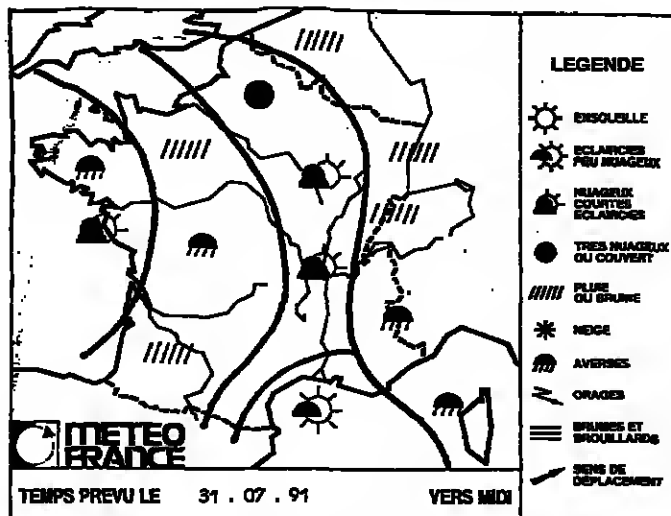 LEGENDE
ENSOLEILLE
ECLAIRCIES
PEU NUAGEUX
NUAGEUX
COURTES
ECLAIRCIES
TRES NUAGEUX
OU COUVERT
PLUIE
OU BRUINE
NEIGE
AVERSES
ORAGES
BRUMES ET
BROUILLARDS
SENS DE
DEPLACEMENT
METEO
FRANCE
TEMPS PREVU LE 31 . 07 . 91 VERS MIDI